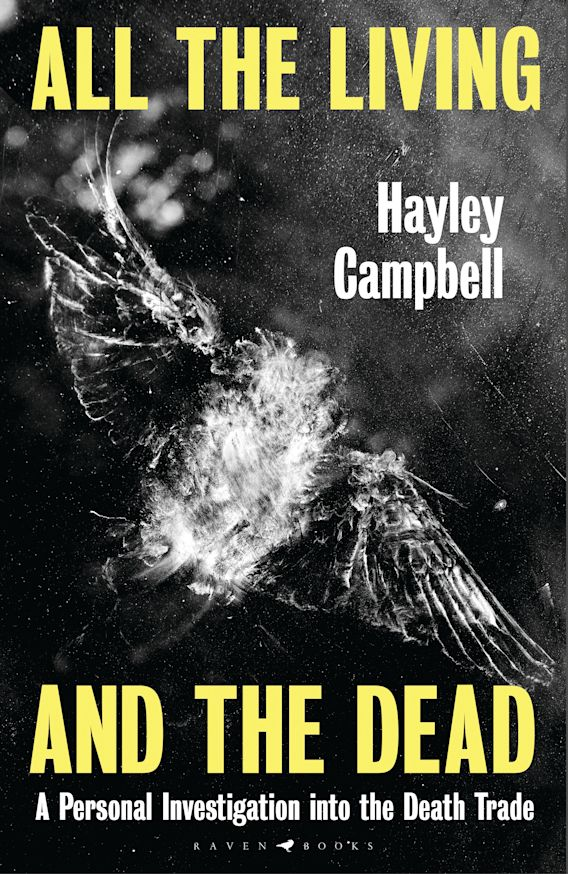 ALL THE LIVING
Hayley
Campbell
AND THE DEAD
A Personal Investigation into the Death Trade
RAVEN BOOKS